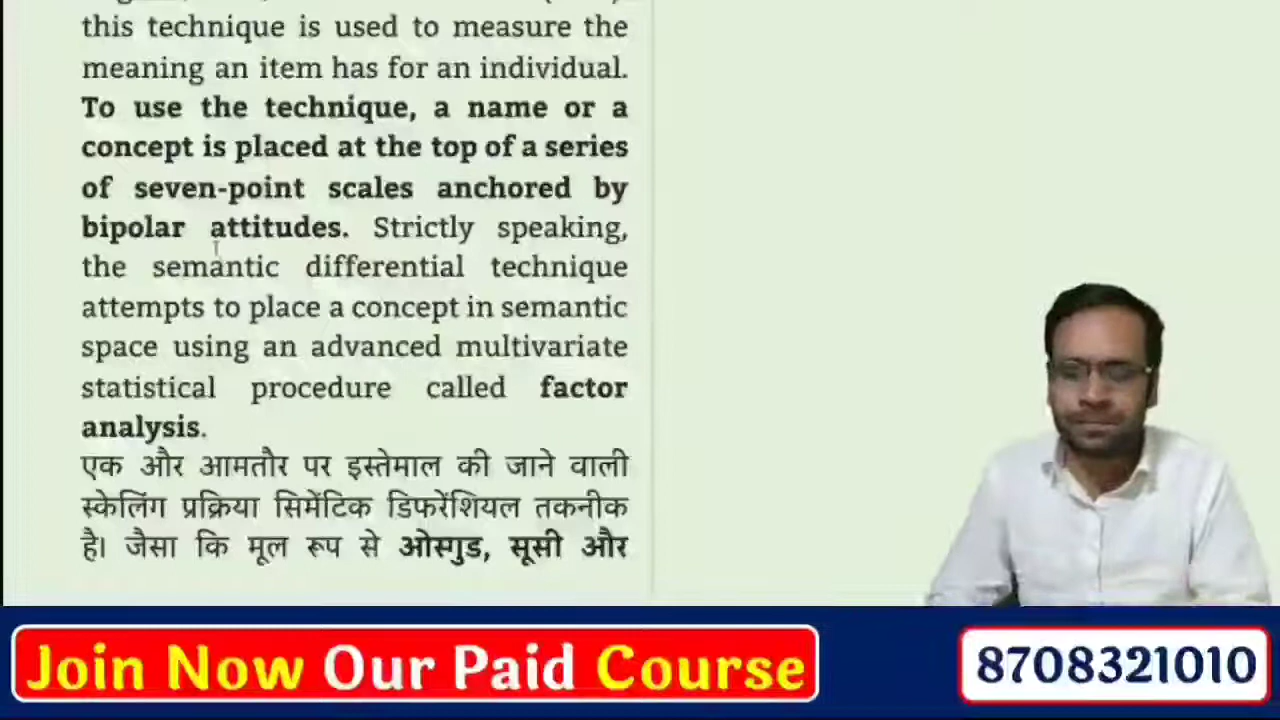 this technique is used to measure the
meaning an item has for an individual.
To use the technique, a name or a
concept is placed at the top of a series
of seven-point scales anchored by
bipolar attitudes. Strictly speaking,
the semantic differential technique
attempts to place a concept in semantic
space using an advanced multivariate
statistical procedure called factor
analysis.
एक और आमतौर पर इस्तेमाल की जाने वाली
स्केलिंग प्रक्रिया सिमेंटिक डिफरेंशियल तकनीक
है। जैसा कि मूल रूप से ओस्गुड, सूसी और
Join Now Our Paid Course
8708321010